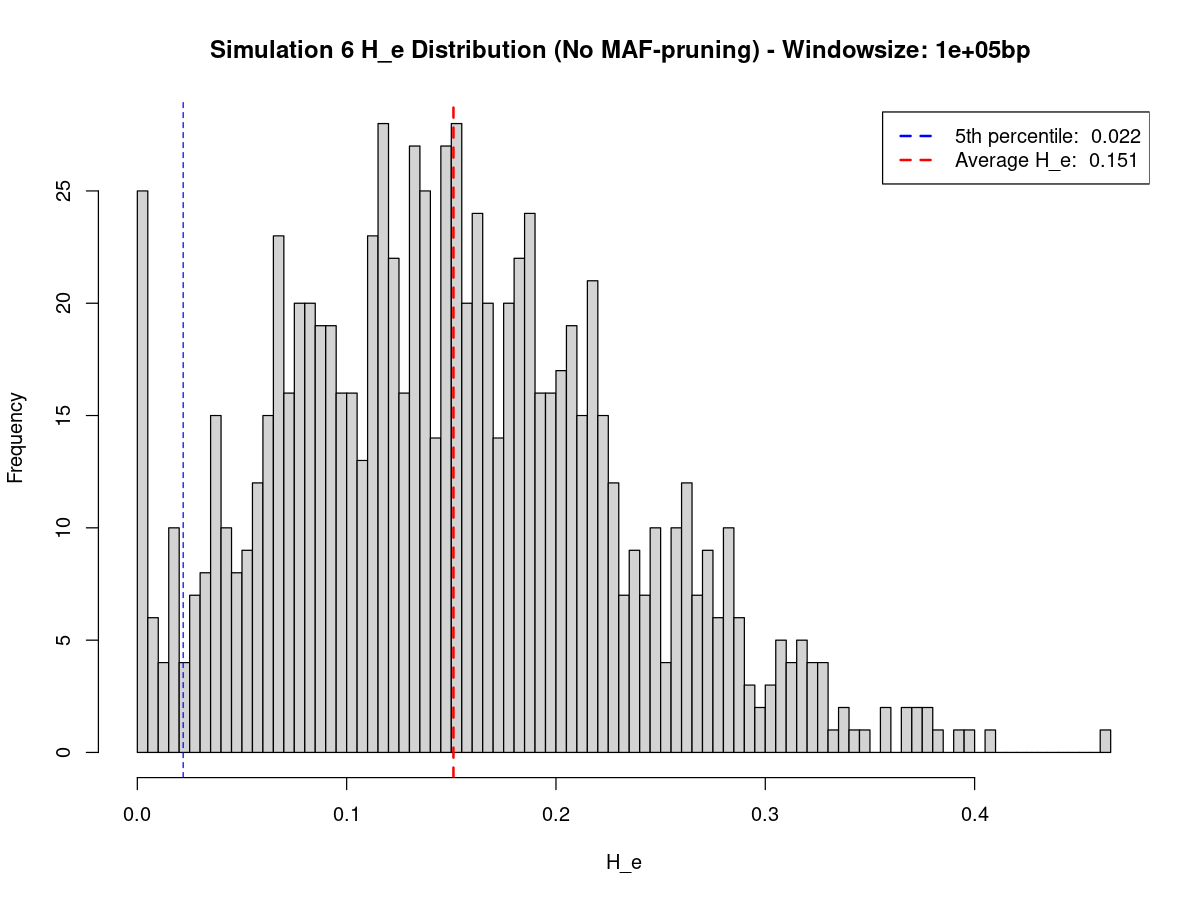 Simulation 6 H_e Distribution (No MAF-pruning) - Windowsize: 1e+05bp
5th percentile:  0.022
Average H_e:  0.151
Frequency
25
20
15
10
5
0
0.0 0.1 0.2 0.3 0.4
H_e